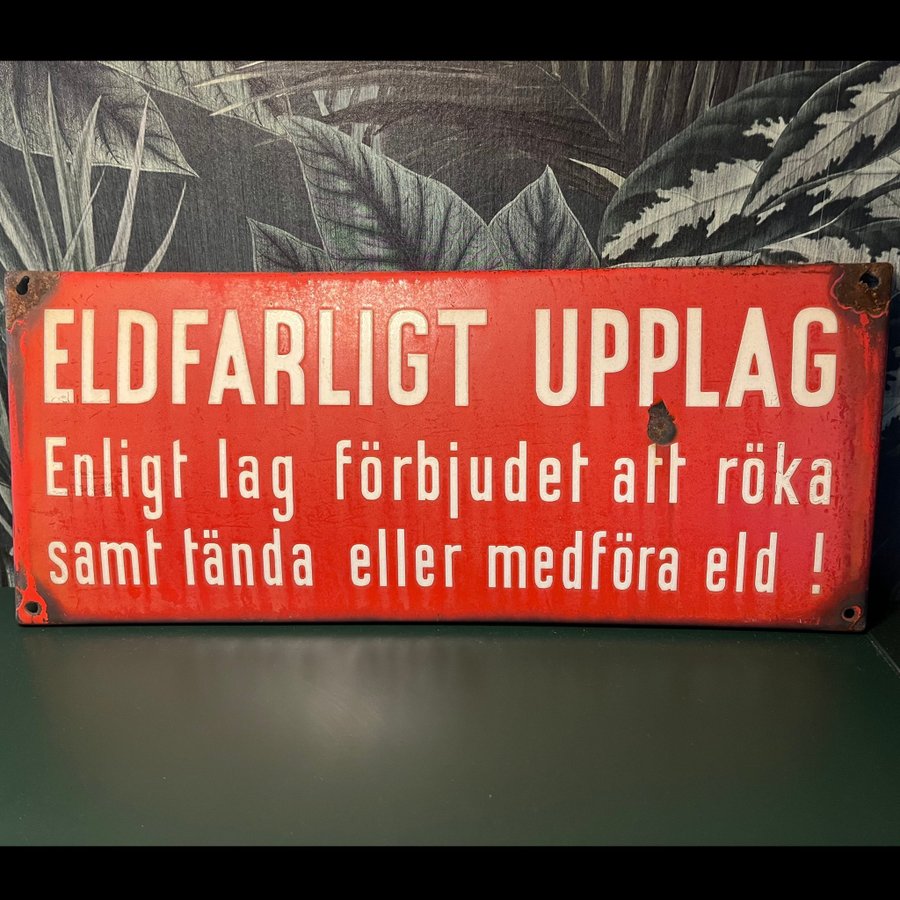 ELDFARLIGT UPPLAG
Enligt lag förbjudet att röka
samt tända eller medföra eld !